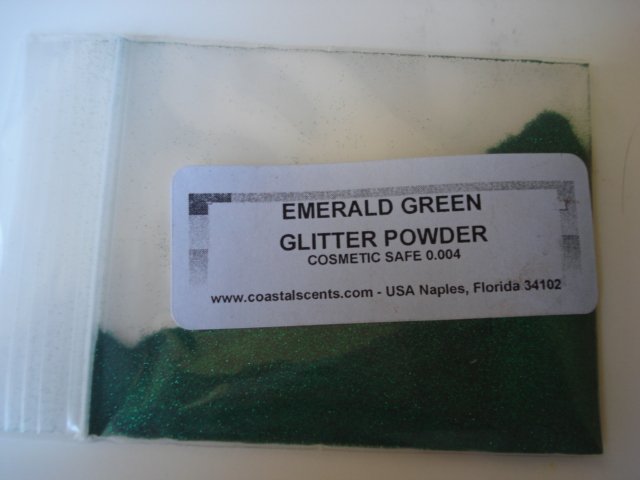 EMERALD GREEN
GLITTER POWDER
COSMETIC SAFE 0.004
www.coastalscents.com - USA Naples, Florida 34102